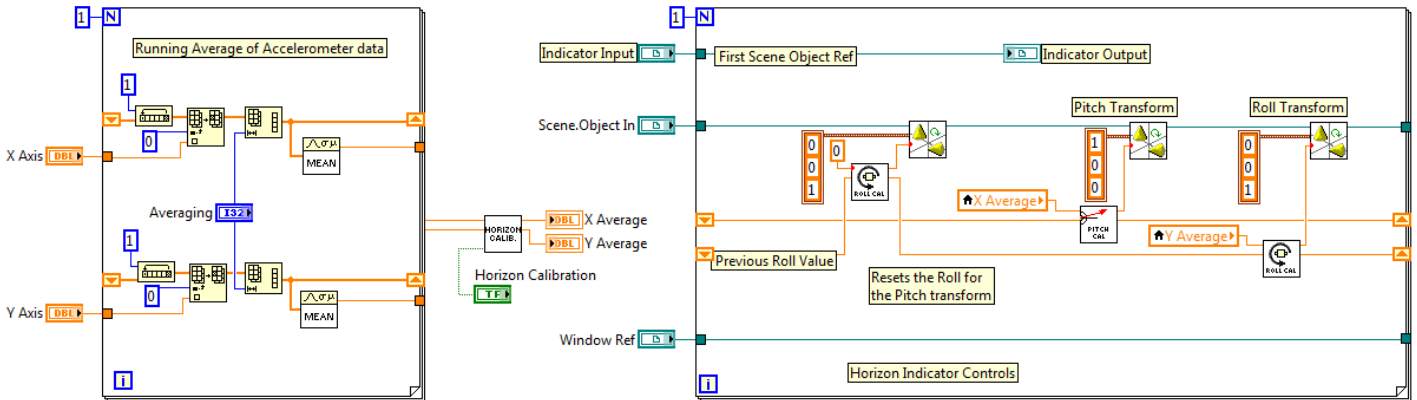 1 N
Running Average of Accelerometer data
1
0
X Axis DBL
σμ
MEAN
Averaging I32
1
0
Y Axis DBL
σμ
MEAN
i
HORIZON
CALIB.
DBL X Average
DBL Y Average
Horizon Calibration
TF
1 N
Indicator Input
First Scene Object Ref
Indicator Output
Scene.Object In
Pitch Transform
Roll Transform
0
0
1
0
ROLL CAL
1
0
0
X Average
PITCH
CAL
0
0
1
Y Average
ROLL CAL
Previous Roll Value
Resets the Roll for
the Pitch transform
Window Ref
Horizon Indicator Controls
i